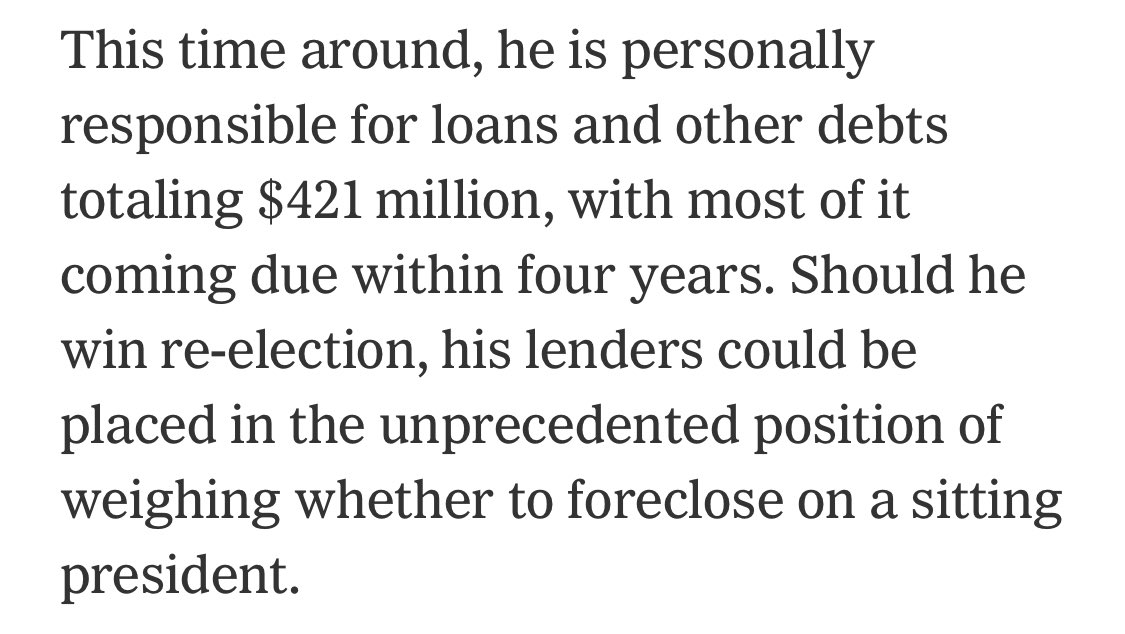 This time around, he is personally
responsible for loans and other debts
totaling $421 million, with most of it
coming due within four years. Should he
win re-election, his lenders could be
placed in the unprecedented position of
weighing whether to foreclose on a sitting
president.